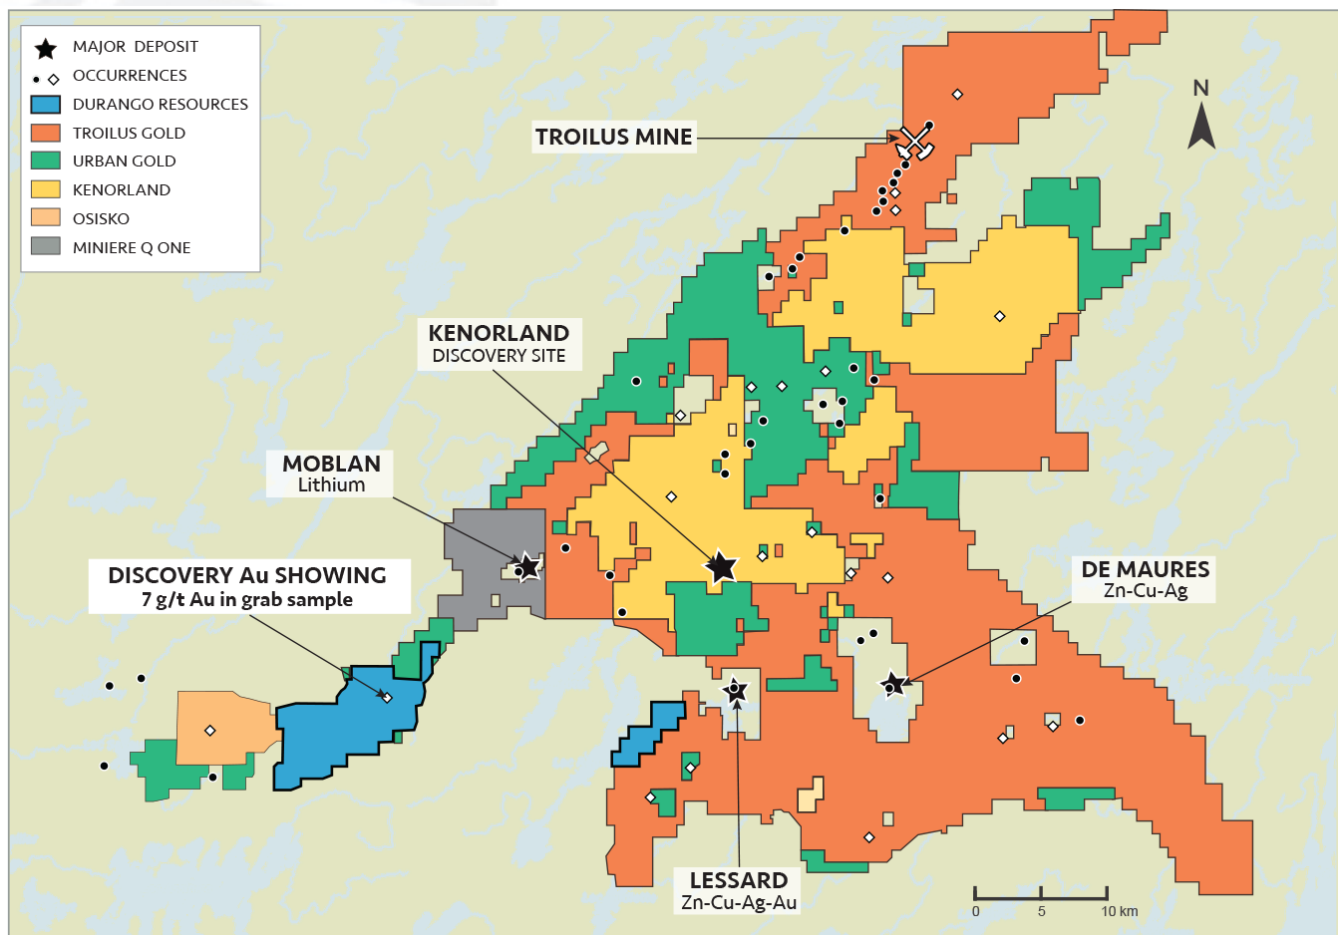 MAJOR DEPOSIT
OCCURRENCES
DURANGO RESOURCES
TROILUS GOLD
URBAN GOLD
KENORLAND
OSISKO
MINIERE Q ONE
N
TROILUS MINE
KENORLAND
DISCOVERY SITE
MOBLAN
Lithium
DISCOVERY Au SHOWING
7 g/t Au in grab sample
DE MAURES
Zn-Cu-Ag
LESSARD
Zn-Cu-Ag-Au
0 5 10 km